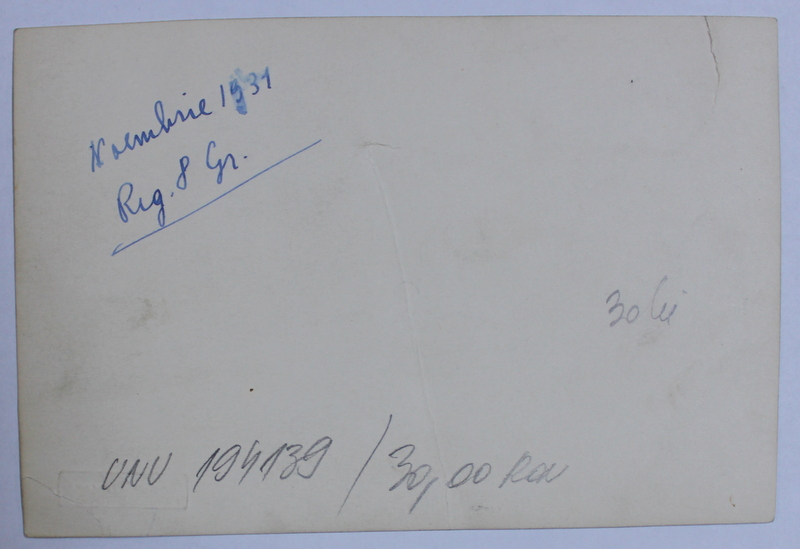 Noembrie 1931
Reg. 8 Gr.
30 lei
UNU 194139 / 30,00 RON